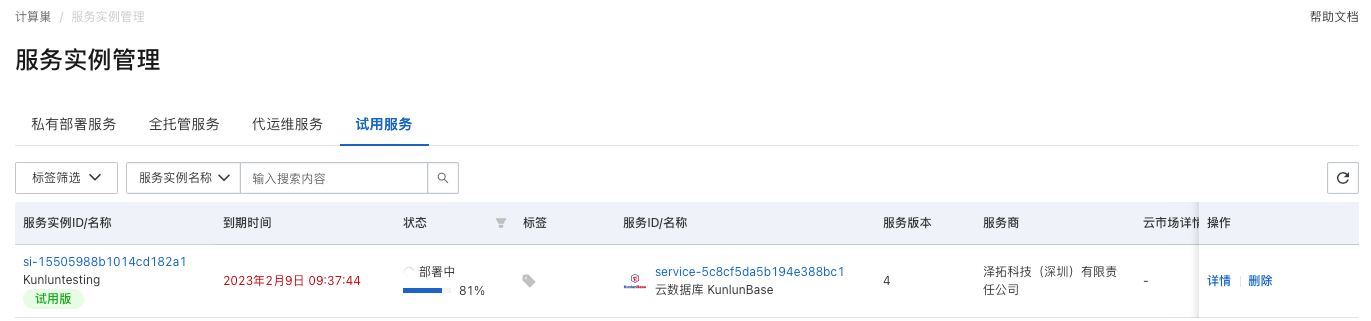 计算巢 / 服务实例管理
帮助文档
服务实例管理
私有部署服务 全托管服务 代运维服务 试用服务
标签筛选 服务实例名称 输入搜索内容
服务实例ID/名称 到期时间 状态 标签 服务ID/名称 服务版本 服务商 云市场详情 操作
si-15505988b1014cd182a1
Kunluntesting
试用版
2023年2月9日 09:37:44
部署中
81%
KunlunBase
service-5c8cf5da5b194e388bc1
云数据库 KunlunBase
4
泽拓科技（深圳）有限责
任公司
-
详情 删除